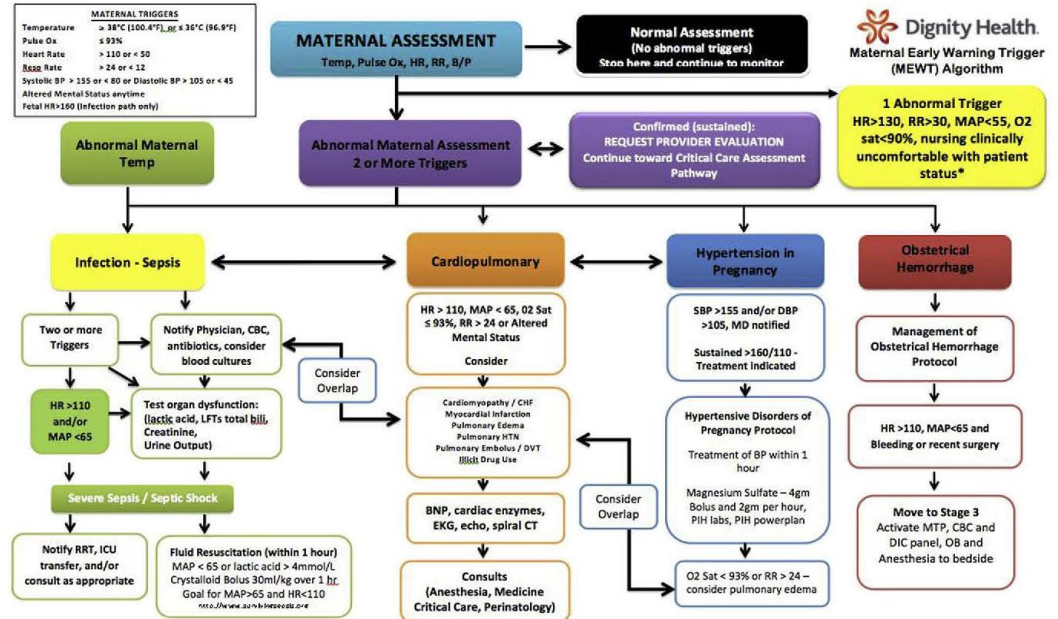 MATERNAL TRIGGERS
Temperature ≥ 38°C (100.4°F), or ≤ 36°C (96.9°F)
Pulse Ox ≤ 93%
Heart Rate > 110 or < 50
Resp Rate > 24 or < 12
Systolic BP > 155 or < 80 or Diastolic BP > 105 or < 45
Altered Mental Status anytime
Fetal HR>160 (Infection path only)
MATERNAL ASSESSMENT
Temp, Pulse Ox, HR, RR, B/P
Normal Assessment
(No abnormal triggers)
Stop here and continue to monitor
Dignity Health.
Maternal Early Warning Trigger
(MEWT) Algorithm
Abnormal Maternal
Temp
Abnormal Maternal Assessment
2 or More Triggers
Confirmed (sustained):
REQUEST PROVIDER EVALUATION
Continue toward Critical Care Assessment
Pathway
1 Abnormal Trigger
HR>130, RR>30, MAP<55, O2
sat<90%, nursing clinically
uncomfortable with patient
status*
Infection - Sepsis
Cardiopulmonary
Hypertension in
Pregnancy
Obstetrical
Hemorrhage
Two or more
Triggers
Notify Physician, CBC,
antibiotics, consider
blood cultures
HR >110
and/or
MAP <65
Test organ dysfunction:
(lactic acid, LFTs total bili,
Creatinine,
Urine Output)
Severe Sepsis / Septic Shock
Notify RRT, ICU
transfer, and/or
consult as appropriate
Fluid Resuscitation (within 1 hour)
MAP < 65 or lactic acid > 4mmol/L
Crystalloid Bolus 30ml/kg over 1 hr
Goal for MAP>65 and HR<110
Consider
Overlap
HR > 110, MAP < 65, 02 Sat
≤ 93%, RR > 24 or Altered
Mental Status
Consider
Cardiomyopathy / CHF
Myocardial Infarction
Pulmonary Edema
Pulmonary HTN
Pulmonary Embolus / DVT
Illicit Drug Use
BNP, cardiac enzymes,
EKG, echo, spiral CT
Consults
(Anesthesia, Medicine
Critical Care, Perinatology)
Consider
Overlap
SBP >155 and/or DBP
>105, MD notified
Sustained >160/110 -
Treatment indicated
Hypertensive Disorders of
Pregnancy Protocol
Treatment of BP within 1
hour
Magnesium Sulfate – 4gm
Bolus and 2gm per hour,
PIH labs, PIH powerplan
O2 Sat < 93% or RR > 24 –
consider pulmonary edema
Management of
Obstetrical Hemorrhage
Protocol
HR >110, MAP<65 and
Bleeding or recent surgery
Move to Stage 3
Activate MTP, CBC and
DIC panel, OB and
Anesthesia to bedside